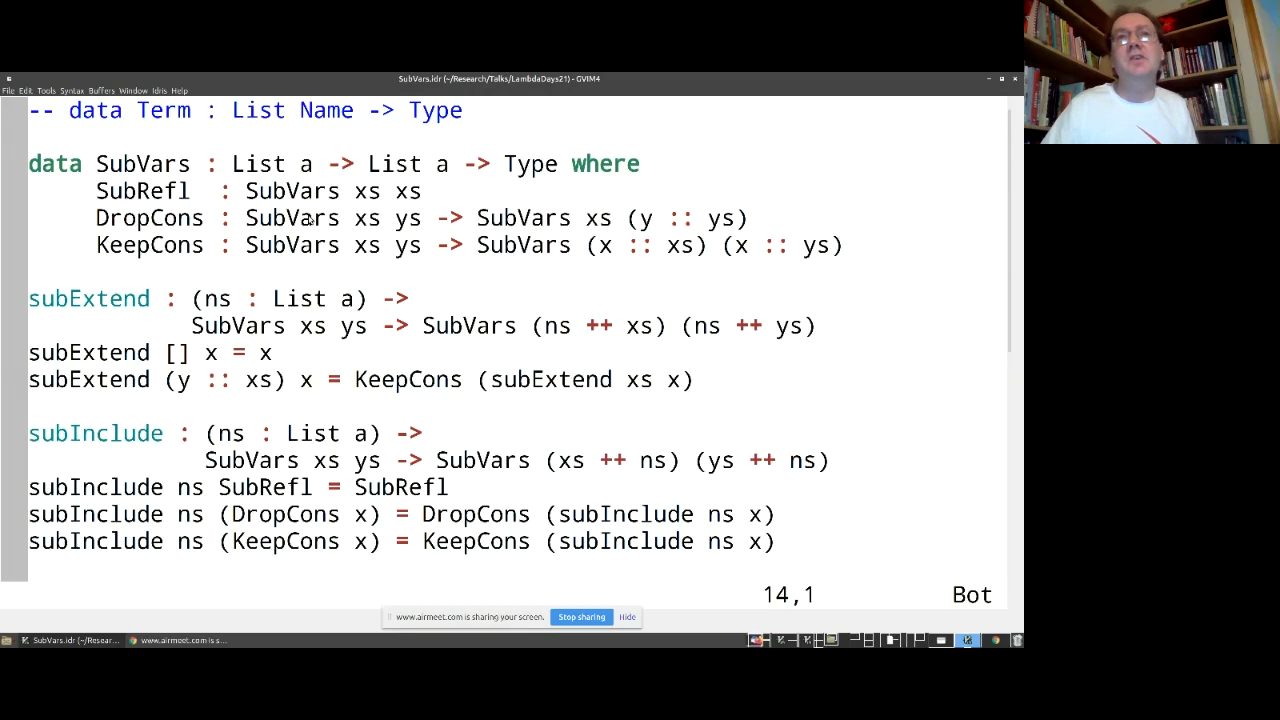 SubVars.idr (~/Research/Talks/LambdaDays21) - GVIM4
File Edit Tools Syntax Buffers Window Idris Help
-- data Term : List Name -> Type
data SubVars : List a -> List a -> Type where
SubRefl : SubVars xs xs
DropCons : SubVars xs ys -> SubVars xs (y :: ys)
KeepCons : SubVars xs ys -> SubVars (x :: xs) (x :: ys)
subExtend : (ns : List a) ->
SubVars xs ys -> SubVars (ns ++ xs) (ns ++ ys)
subExtend [] x = x
subExtend (y :: xs) x = KeepCons (subExtend xs x)
subInclude : (ns : List a) ->
SubVars xs ys -> SubVars (xs ++ ns) (ys ++ ns)
subInclude ns SubRefl = SubRefl
subInclude ns (DropCons x) = DropCons (subInclude ns x)
subInclude ns (KeepCons x) = KeepCons (subInclude ns x)
14,1 Bot
www.airmeet.com is sharing your screen. Stop sharing Hide
SubVars.idr (~/Resear... www.airmeet.com is s...